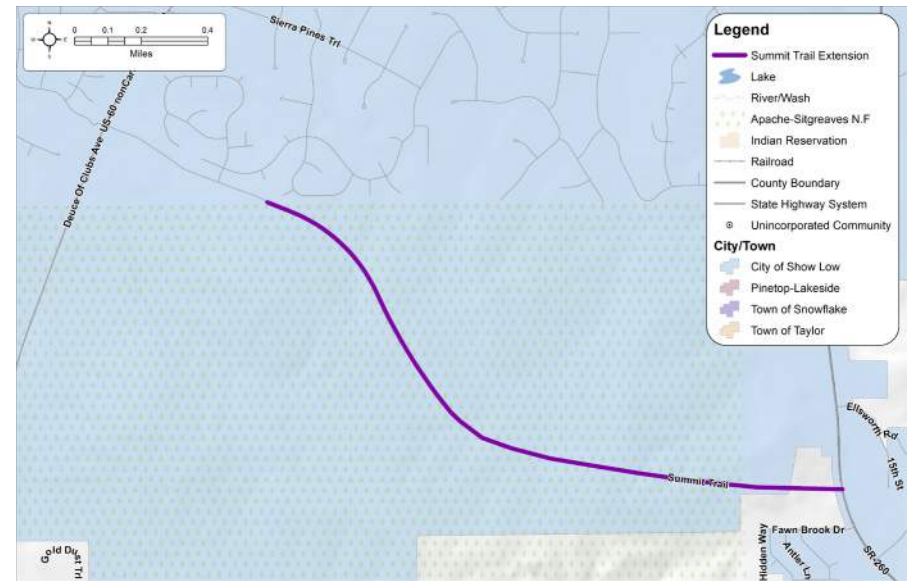 Sierra Pines Trl
N
W
E
S
0
0.1
0.2
0.4
Miles
Deuce Of Clubs Ave US-60 nonCar
Legend
Summit Trail Extension
Lake
River/Wash
Apache-Sitgreaves N.F
Indian Reservation
Railroad
County Boundary
State Highway System
Unincorporated Community
City/Town
City of Show Low
Pinetop-Lakeside
Town of Snowflake
Town of Taylor
Ellsworth Rd
15th St
Summit Trail
Fawn Brook Dr
Hidden Way
Antler Ln
SR-260
Gold Dust Trl